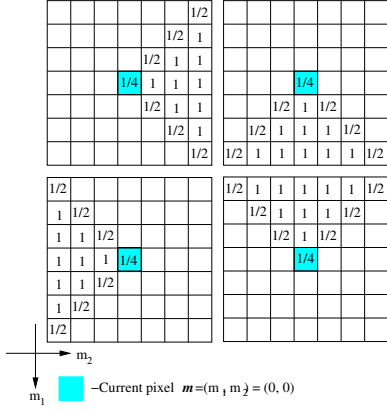 1/2
1/2 1
1/2 1 1
1/4 1 1 1
1/2 1 1
1/2 1
1/2
1/4
1/2 1 1/2
1/2 1 1 1 1/2
1/2 1 1 1 1 1 1/2
1/2
1 1/2
1 1 1/2
1 1 1 1/4
1 1 1/2
1 1/2
1/2
1/2 1 1 1 1 1 1/2
1/2 1 1 1 1/2
1/2 1 1/2
1/4
m₂
m₁
−Current pixel m=(m₁, m₂) = (0, 0)